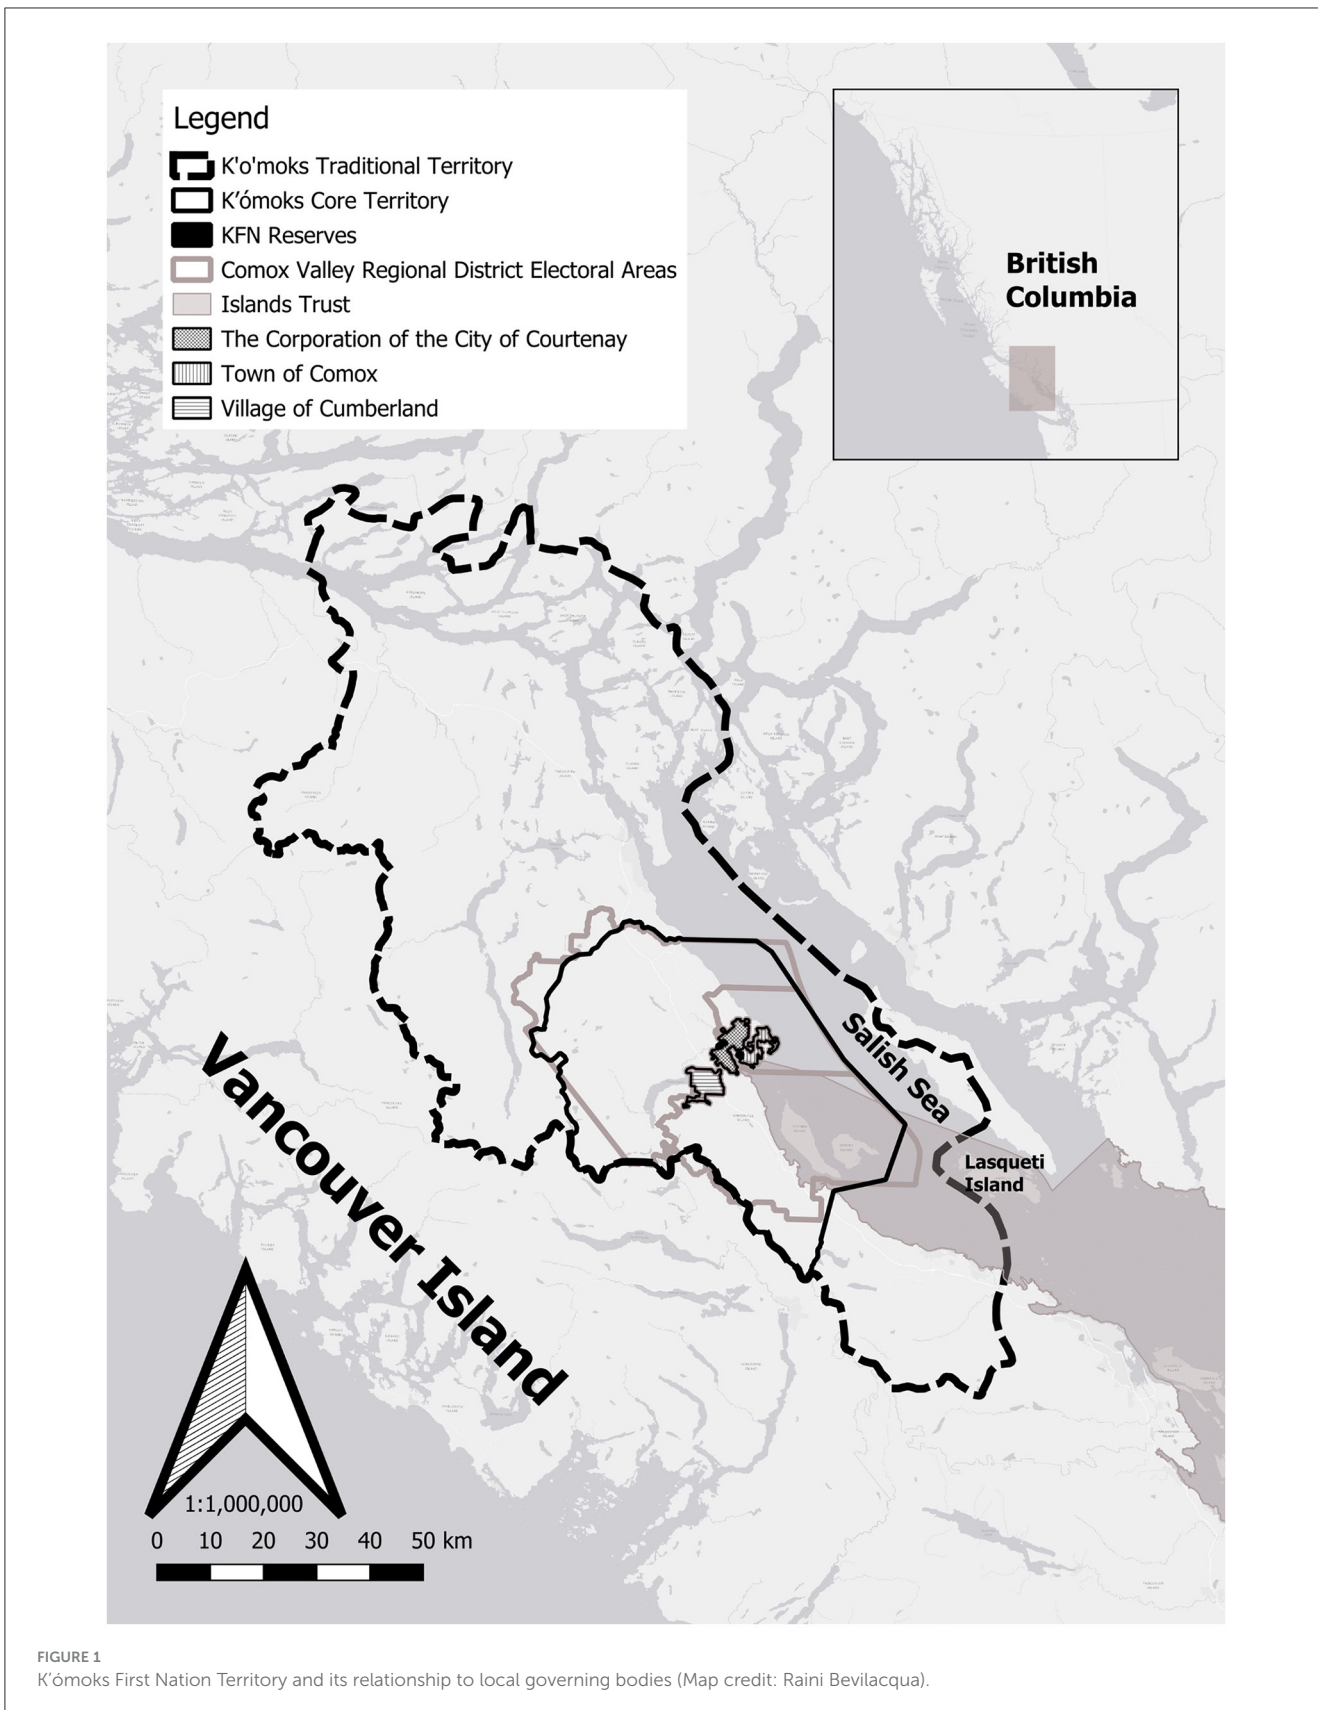 Legend
K'o'moks Traditional Territory
K'ómoks Core Territory
KFN Reserves
Comox Valley Regional District Electoral Areas
Islands Trust
The Corporation of the City of Courtenay
Town of Comox
Village of Cumberland
British
Columbia
Salish Sea
Lasqueti
Island
Vancouver Island
1:1,000,000
0 10 20 30 40 50 km
FIGURE 1
K'ómoks First Nation Territory and its relationship to local governing bodies (Map credit: Raini Bevilacqua).